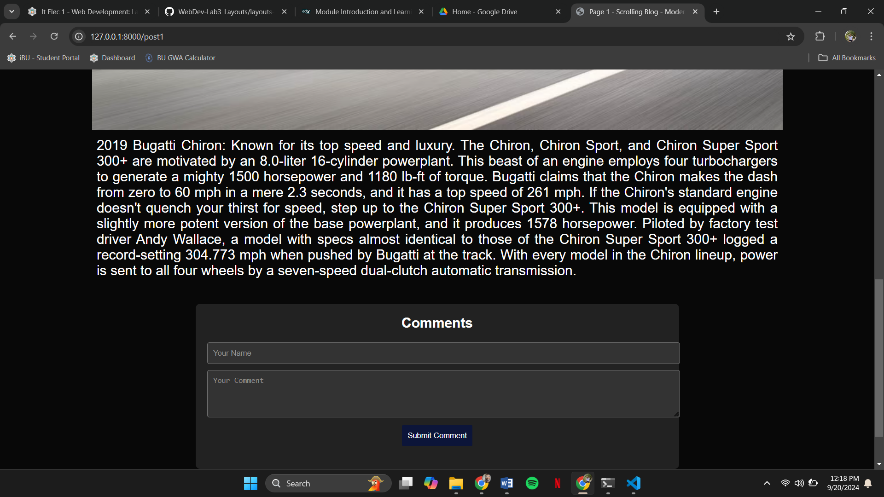 It Elec 1 - Web Development: La
WebDev-Lab3_Layouts/layouts
Module Introduction and Learni
Home - Google Drive
Page 1 - Scrolling Blog - Moder
127.0.0.1:8000/post1
iBU - Student Portal
Dashboard
BU GWA Calculator
All Bookmarks
2019 Bugatti Chiron: Known for its top speed and luxury. The Chiron, Chiron Sport, and Chiron Super Sport
300+ are motivated by an 8.0-liter 16-cylinder powerplant. This beast of an engine employs four turbochargers
to generate a mighty 1500 horsepower and 1180 lb-ft of torque. Bugatti claims that the Chiron makes the dash
from zero to 60 mph in a mere 2.3 seconds, and it has a top speed of 261 mph. If the Chiron's standard engine
doesn't quench your thirst for speed, step up to the Chiron Super Sport 300+. This model is equipped with a
slightly more potent version of the base powerplant, and it produces 1578 horsepower. Piloted by factory test
driver Andy Wallace, a model with specs almost identical to those of the Chiron Super Sport 300+ logged a
record-setting 304.773 mph when pushed by Bugatti at the track. With every model in the Chiron lineup, power
is sent to all four wheels by a seven-speed dual-clutch automatic transmission.
Comments
Your Name
Your Comment
Submit Comment
Search
12:18 PM
9/20/2024